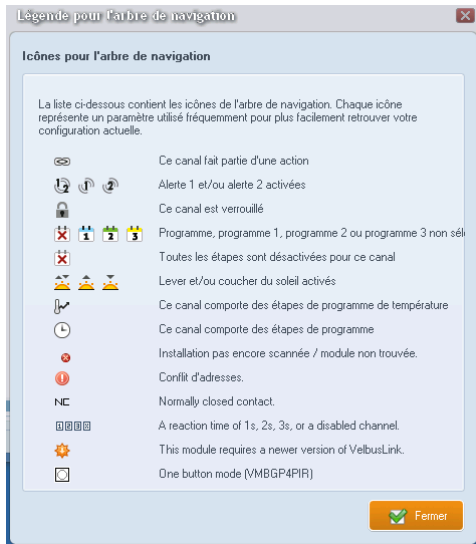 Légende pour l'arbre de navigation
Icônes pour l'arbre de navigation
La liste ci-dessous contient les icônes de l'arbre de navigation. Chaque icône
représente un paramètre utilisé fréquemment pour plus facilement retrouver votre
configuration actuelle.
Ce canal fait partie d'une action
Alerte 1 et/ou alerte 2 activées
Ce canal est verrouillé
Programme, programme 1, programme 2 ou programme 3 non séle
Toutes les étapes sont désactivées pour ce canal
Lever et/ou coucher du soleil activés
Ce canal comporte des étapes de programme de température
Ce canal comporte des étapes de programme
Installation pas encore scannée / module non trouvée.
Conflit d'adresses.
NC Normally closed contact.
A reaction time of 1s, 2s, 3s, or a disabled channel.
This module requires a newer version of VelbusLink.
One button mode (VMBGP4PIR)
Fermer